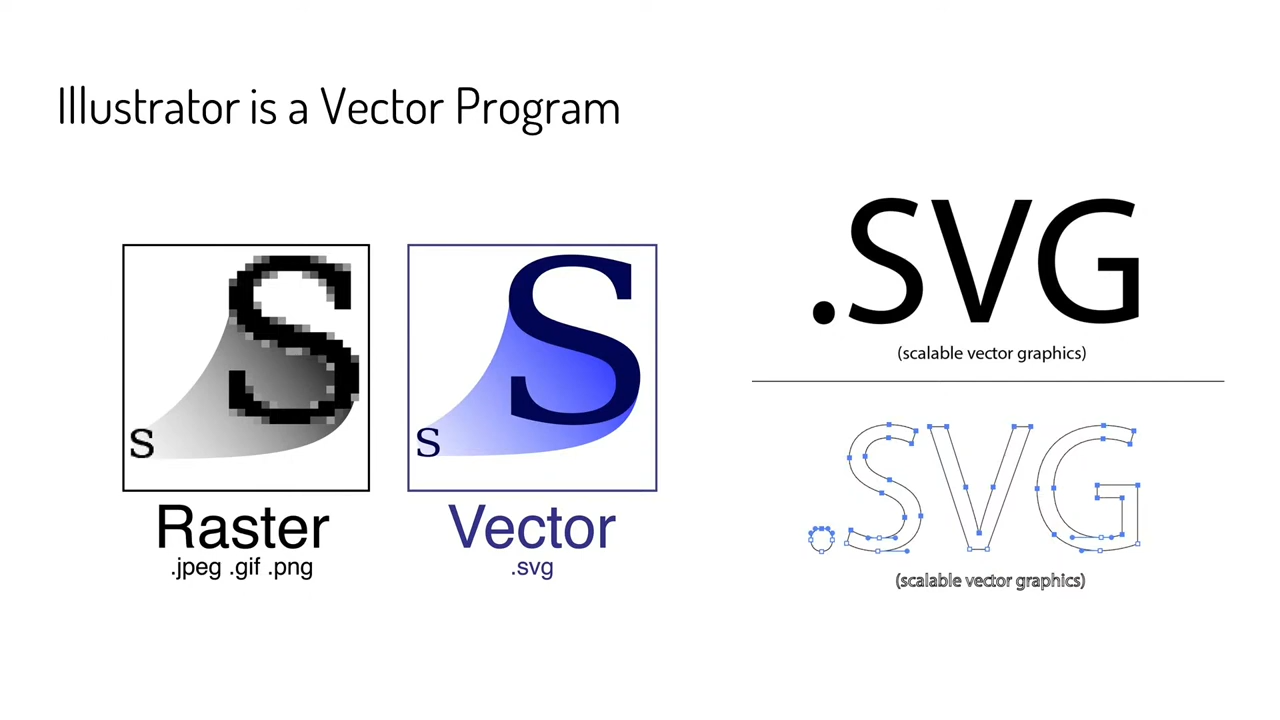 Illustrator is a Vector Program
s S
Raster
.jpeg .gif .png
s S
Vector
.svg
.SVG
(scalable vector graphics)
.SVG
(scalable vector graphics)